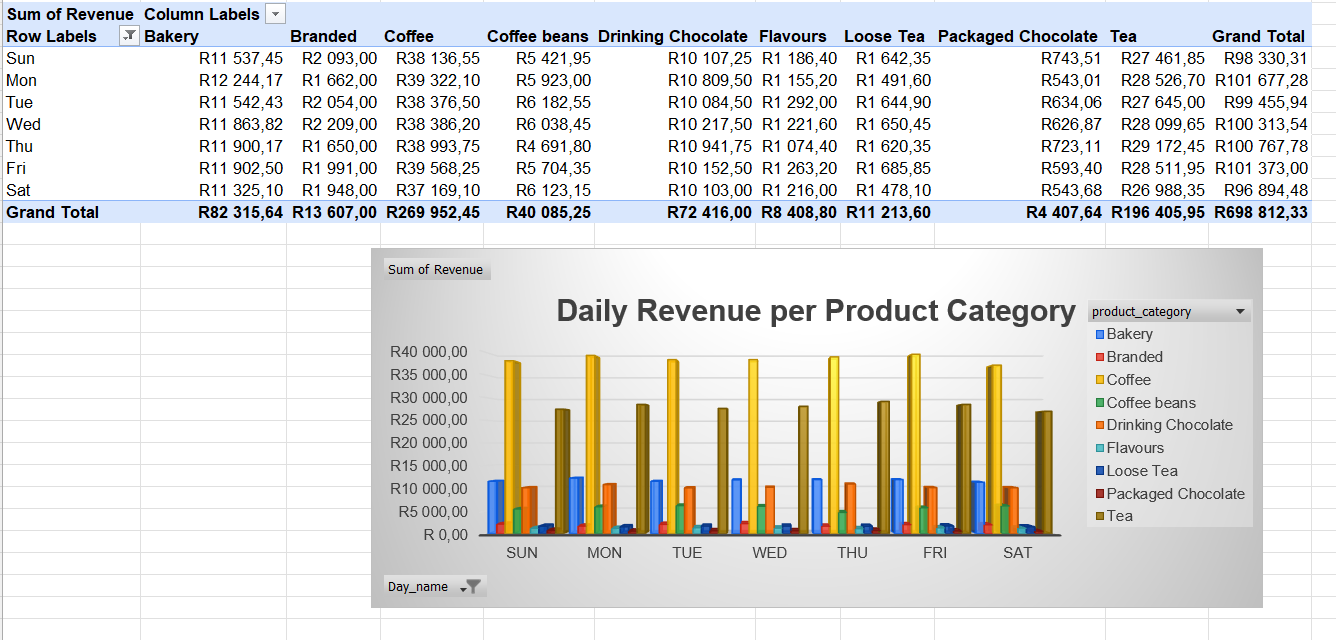 Sum of Revenue Column Labels
Row Labels Bakery Branded Coffee Coffee beans Drinking Chocolate Flavours Loose Tea Packaged Chocolate Tea Grand Total
Sun R11 537,45 R2 093,00 R38 136,55 R5 421,95 R10 107,25 R1 186,40 R1 642,35 R743,51 R27 461,85 R98 330,31
Mon R12 244,17 R1 662,00 R39 322,10 R5 923,00 R10 809,50 R1 155,20 R1 491,60 R543,01 R28 526,70 R101 677,28
Tue R11 542,43 R2 054,00 R38 376,50 R6 182,55 R10 084,50 R1 292,00 R1 644,90 R634,06 R27 645,00 R99 455,94
Wed R11 863,82 R2 209,00 R38 386,20 R6 038,45 R10 217,50 R1 221,60 R1 650,45 R626,87 R28 099,65 R100 313,54
Thu R11 900,17 R1 650,00 R38 993,75 R4 691,80 R10 941,75 R1 074,40 R1 620,35 R723,11 R29 172,45 R100 767,78
Fri R11 902,50 R1 991,00 R39 568,25 R5 704,35 R10 152,50 R1 263,20 R1 685,85 R593,40 R28 511,95 R101 373,00
Sat R11 325,10 R1 948,00 R37 169,10 R6 123,15 R10 103,00 R1 216,00 R1 478,10 R543,68 R26 988,35 R96 894,48
Grand Total R82 315,64 R13 607,00 R269 952,45 R40 085,25 R72 416,00 R8 408,80 R11 213,60 R4 407,64 R196 405,95 R698 812,33
Sum of Revenue
Daily Revenue per Product Category
product_category
Bakery
Branded
Coffee
Coffee beans
Drinking Chocolate
Flavours
Loose Tea
Packaged Chocolate
Tea
R40 000,00
R35 000,00
R30 000,00
R25 000,00
R20 000,00
R15 000,00
R10 000,00
R5 000,00
R 0,00
SUN MON TUE WED THU FRI SAT
Day_name